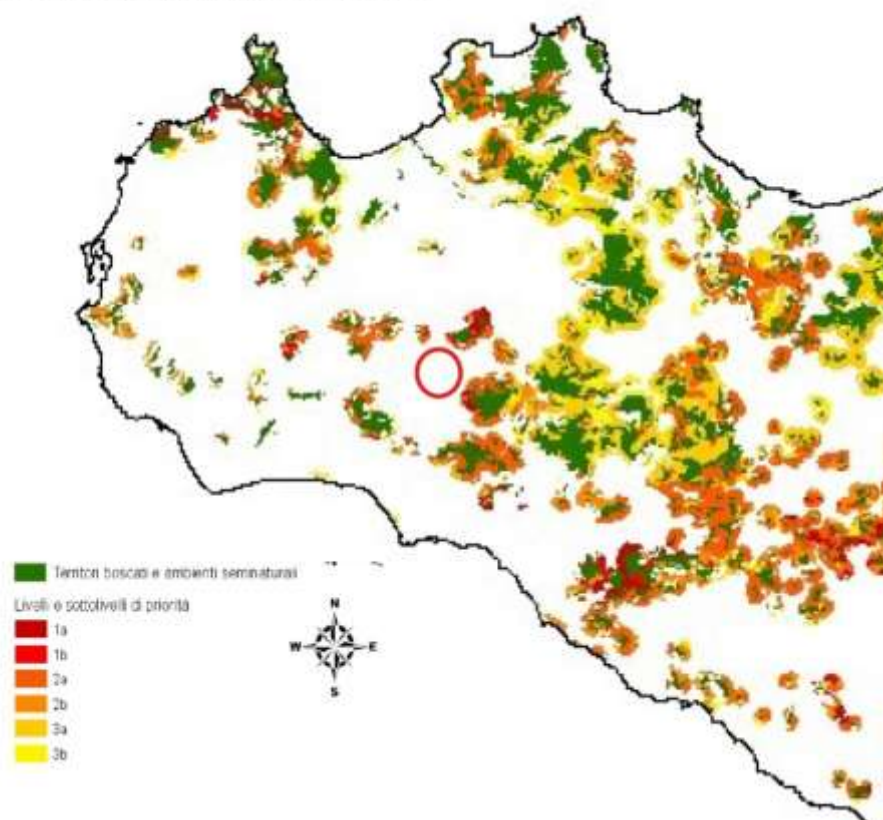 Territori boscati e ambienti seminaturali
Livelli e sottolivelli di priorità
1a
1b
2a
2b
3a
3b
N
W E
S